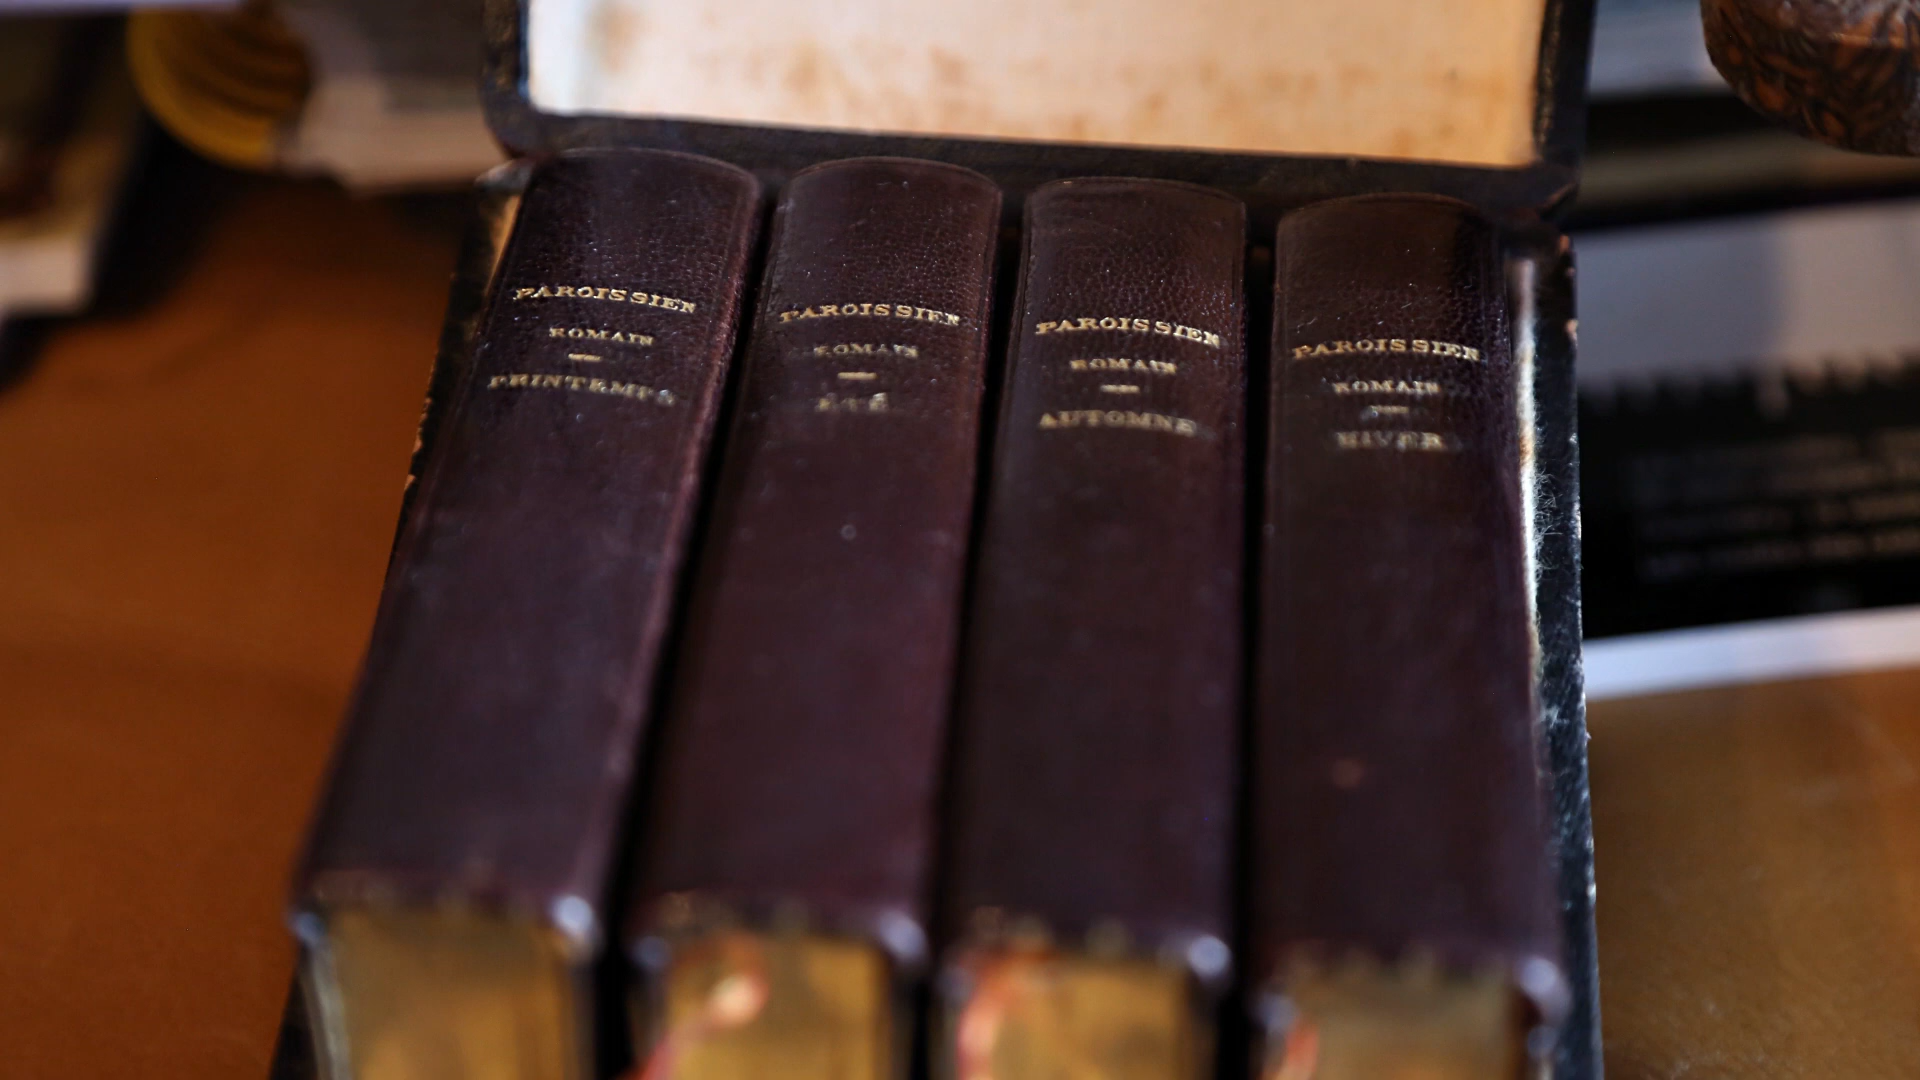 PAROISSIEN
ROMAIN
PRINTEMPS
PAROISSIEN
ROMAIN
ÉTÉ
PAROISSIEN
ROMAIN
AUTOMNE
PAROISSIEN
ROMAIN
HIVER